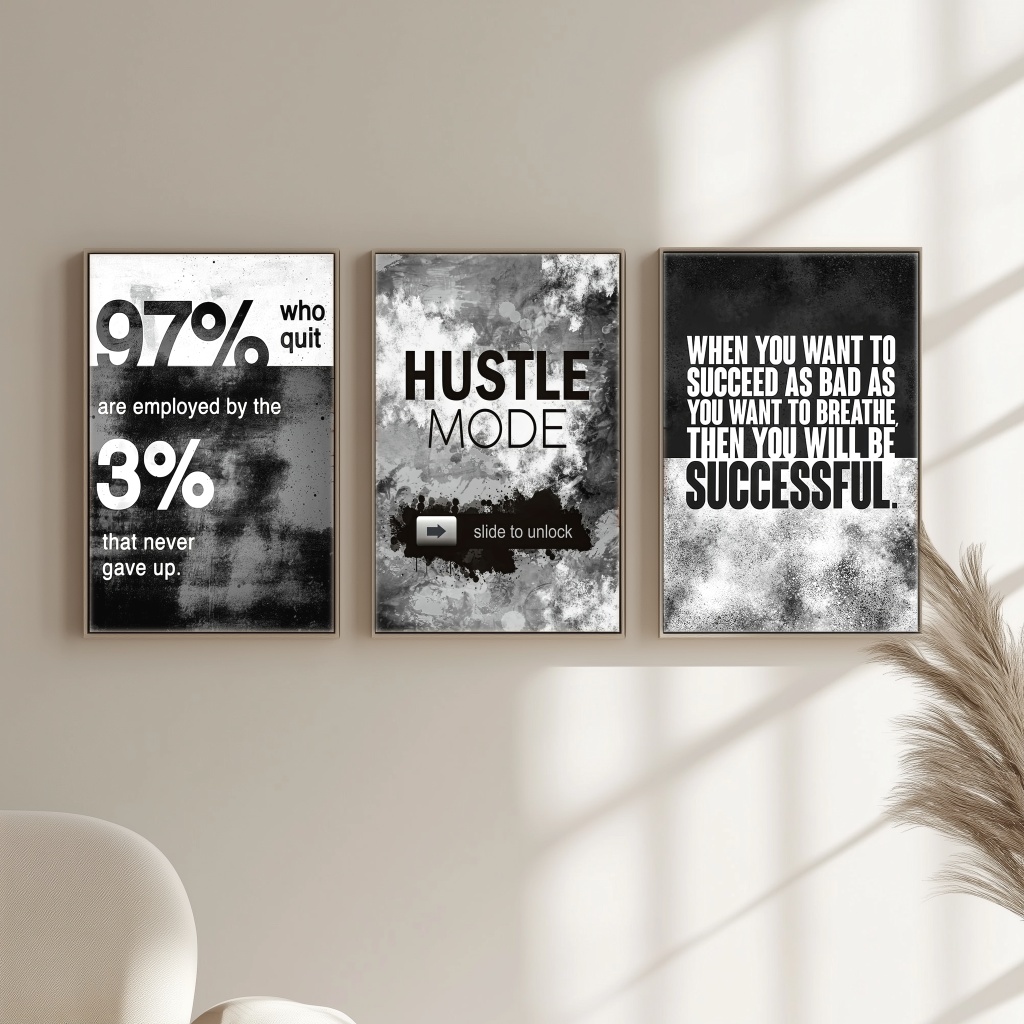 97% who
quit
are employed by the
3%
that never
gave up.
HUSTLE
MODE
slide to unlock
WHEN YOU WANT TO
SUCCEED AS BAD AS
YOU WANT TO BREATHE,
THEN YOU WILL BE
SUCCESSFUL.